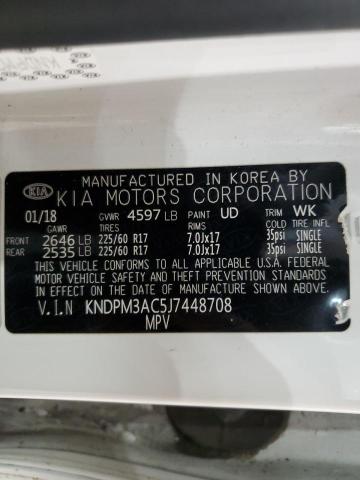 MANUFACTURED IN KOREA BY
KIA KIA MOTORS CORPORATION
01/18 GVWR 4597 LB PAINT UD TRIM WK
GAWR TIRES RIMS COLD TIRE INFL
FRONT 2646 LB 225/60 R17 7.0Jx17 35psi SINGLE
REAR 2535 LB 225/60 R17 7.0Jx17 35psi SINGLE
THIS VEHICLE CONFORMS TO ALL APPLICABLE U.S.A. FEDERAL
MOTOR VEHICLE SAFETY AND THEFT PREVENTION STANDARDS
IN EFFECT ON THE DATE OF MANUFACTURE SHOWN ABOVE.
V.I.N KNDPM3AC5J7448708
MPV